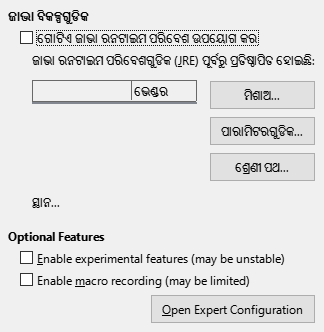 ଜାଭା ବିକଳ୍ପଗୁଡିକ
ଗୋଟିଏ ଜାଭା ରନଟାଇମ ପରିବେଶ ଉପଯୋଗ କର
ଜାଭା ରନଟାଇମ ପରିବେଶଗୁଡିକ (JRE) ପୂର୍ବରୁ ପ୍ରତିଷ୍ଠାପିତ ହୋଇଛି:
ଭେଣ୍ଡର
ମିଶାଅ...
ପାରାମିଟରଗୁଡିକ...
ଶ୍ରେଣୀ ପଥ...
ସ୍ଥାନ...
Optional Features
Enable experimental features (may be unstable)
Enable macro recording (may be limited)
Open Expert Configuration